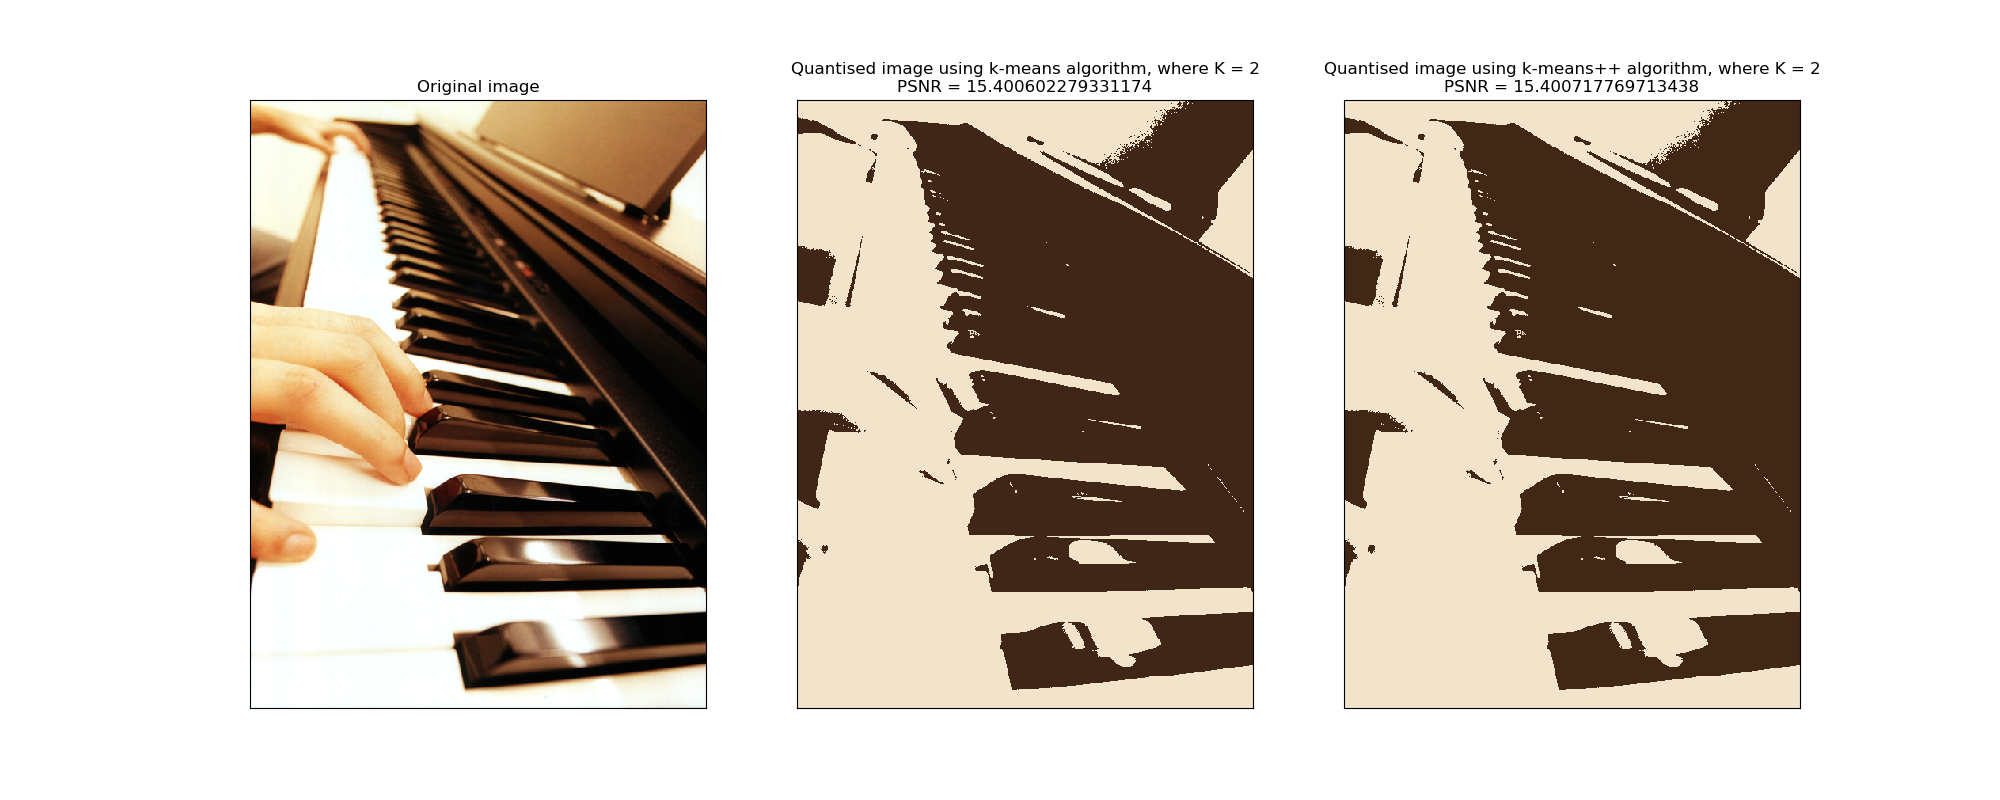 Original image
Quantised image using k-means algorithm, where K = 2
PSNR = 15.400602279331174
Quantised image using k-means++ algorithm, where K = 2
PSNR = 15.400717769713438